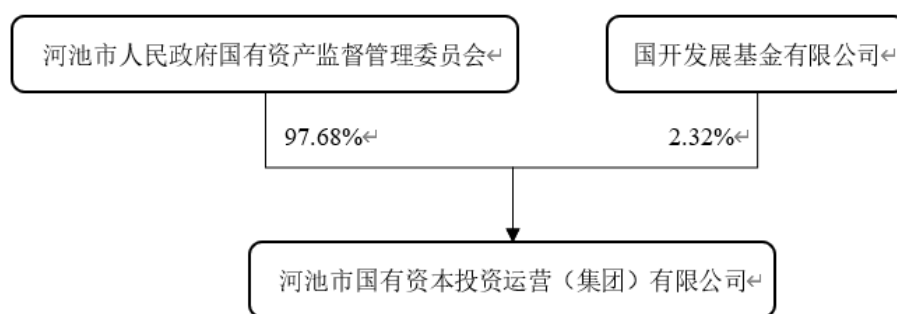 河池市人民政府国有资产监督管理委员会↵
国开发展基金有限公司↵
97.68%↵
2.32%↵
河池市国有资本投资运营（集团）有限公司↵